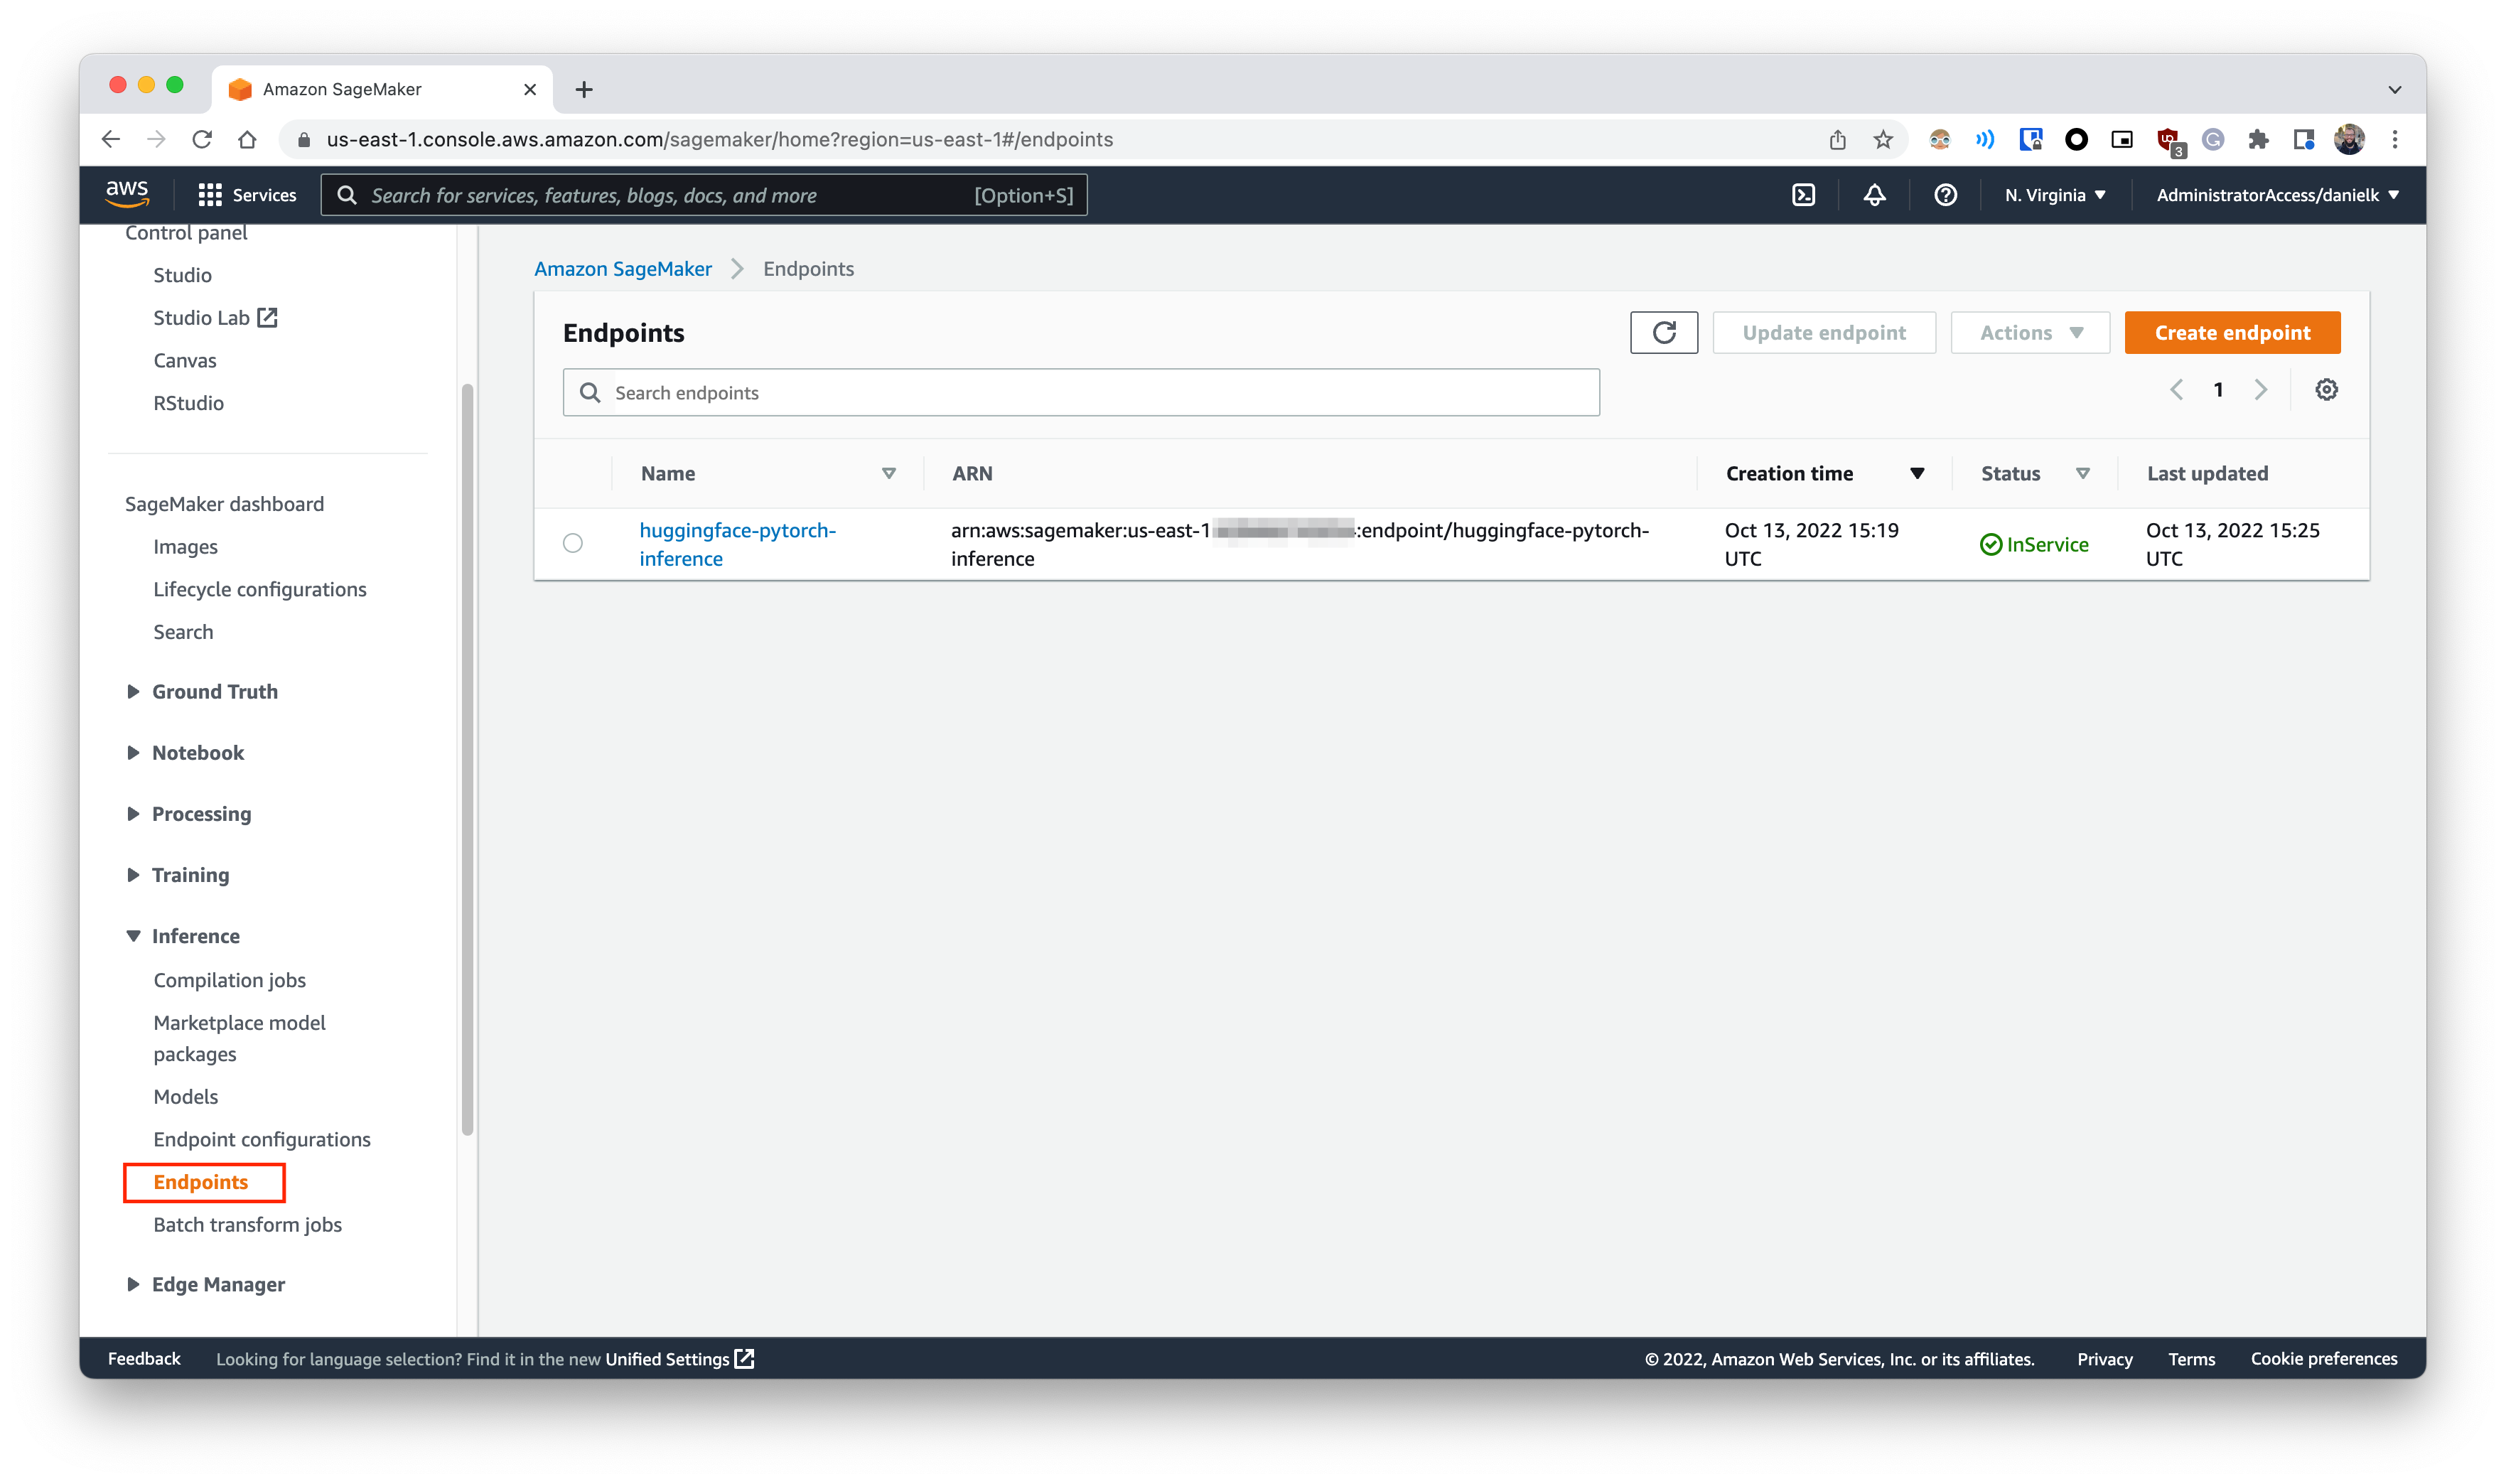 Amazon SageMaker
us-east-1.console.aws.amazon.com/sagemaker/home?region=us-east-1#/endpoints
3
aws
Services
Search for services, features, blogs, docs, and more
[Option+S]
N. Virginia
AdministratorAccess/danielk
Control panel
Studio
Studio Lab
Canvas
RStudio
SageMaker dashboard
Images
Lifecycle configurations
Search
Ground Truth
Notebook
Processing
Training
Inference
Compilation jobs
Marketplace model
packages
Models
Endpoint configurations
Endpoints
Batch transform jobs
Edge Manager
Amazon SageMaker
Endpoints
Endpoints
Update endpoint
Actions
Create endpoint
Search endpoints
1
Name
ARN
Creation time
Status
Last updated
huggingface-pytorch-
inference
arn:aws:sagemaker:us-east-1 :endpoint/huggingface-pytorch-
inference
Oct 13, 2022 15:19
UTC
InService
Oct 13, 2022 15:25
UTC
Feedback
Looking for language selection? Find it in the new Unified Settings
© 2022, Amazon Web Services, Inc. or its affiliates.
Privacy
Terms
Cookie preferences